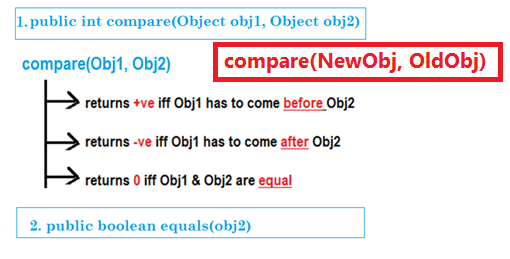 1. public int compare(Object obj1, Object obj2)
compare(Obj1, Obj2)
compare(NewObj, OldObj)
returns +ve iff Obj1 has to come before Obj2
returns -ve iff Obj1 has to come after Obj2
returns 0 iff Obj1 & Obj2 are equal
2. public boolean equals(obj2)